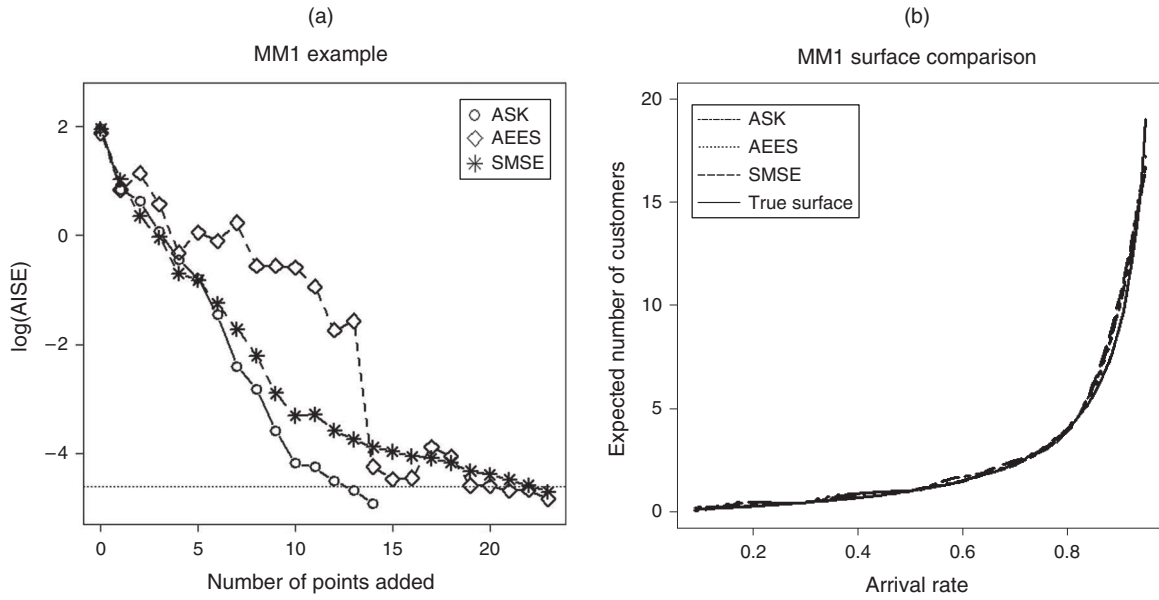 (a)
MM1 example
log(AISE)
2
0
−2
−4
ASK
AEES
SMSE
0 5 10 15 20
Number of points added
(b)
MM1 surface comparison
Expected number of customers
20
15
10
5
0
ASK
AEES
SMSE
True surface
0.2 0.4 0.6 0.8
Arrival rate